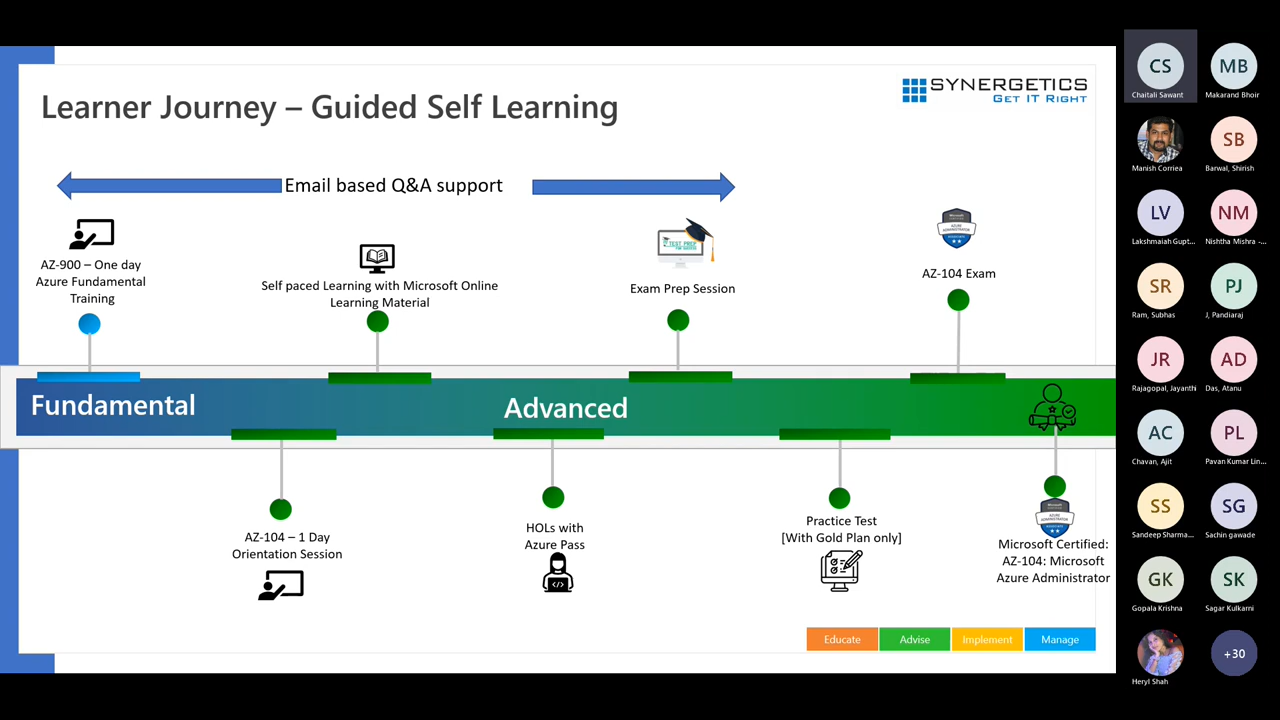 Learner Journey – Guided Self Learning
SYNERGETICS
GET IT RIGHT
Email based Q&A support
AZ-900 – One day
Azure Fundamental
Training
Self paced Learning with Microsoft Online
Learning Material
TEST PREP
Exam Prep Session
AZ-104 Exam
Fundamental
Advanced
AZ-104 – 1 Day
Orientation Session
HOLs with
Azure Pass
Practice Test
[With Gold Plan only]
Microsoft Certified:
AZ-104: Microsoft
Azure Administrator
Educate
Advise
Implement
Manage
CS
Chaitali Sawant
MB
Makarand Bhoir
Manish Corriea
SB
Barwal, Shirish
LV
Lakshmaiah Gupt...
NM
Nishtha Mishra -...
SR
Ram, Subhas
PJ
J, Pandiaraj
JR
Rajagopal, Jayanthi
AD
Das, Atanu
AC
Chavan, Ajit
PL
Pavan Kumar Lin...
SS
Sandeep Sharma...
SG
Sachin gawade
GK
Gopala Krishna
SK
Sagar Kulkarni
Heryl Shah
+30